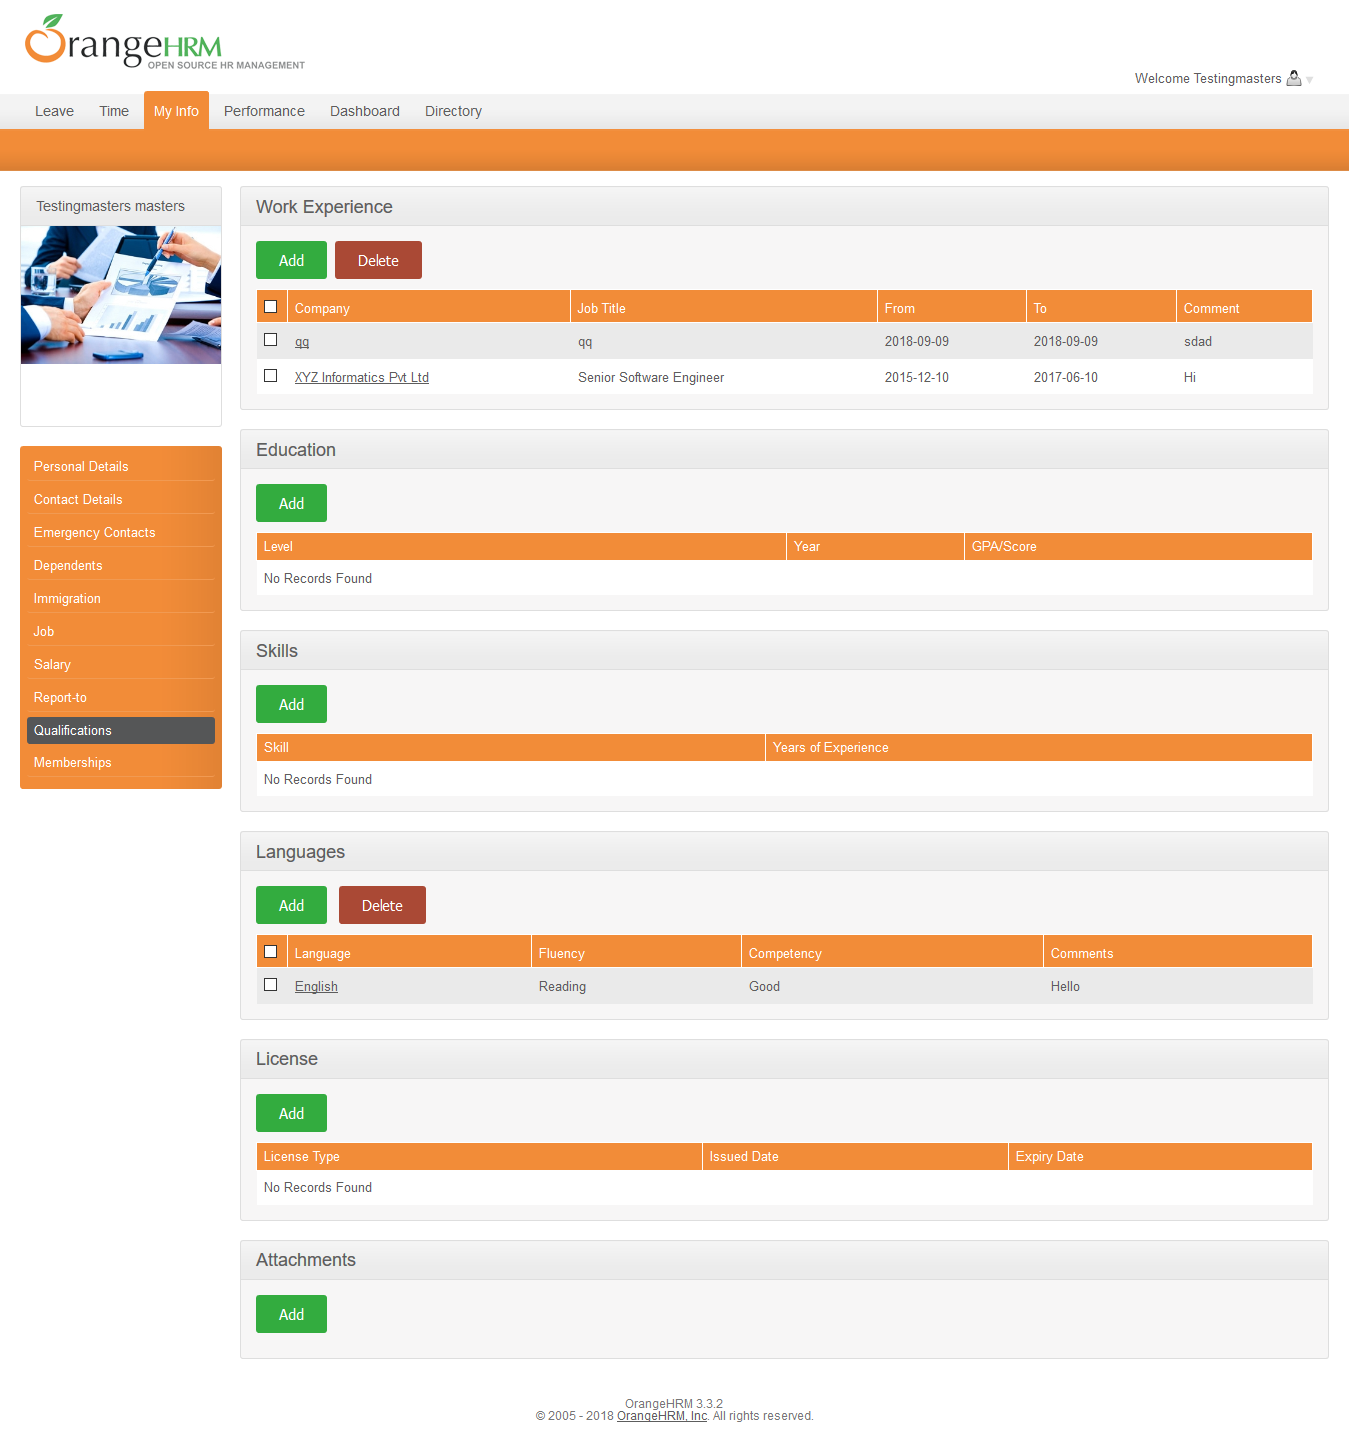 OrangeHRM
OPEN SOURCE HR MANAGEMENT
Welcome Testingmasters
Leave Time My Info Performance Dashboard Directory
Testingmasters masters
Personal Details
Contact Details
Emergency Contacts
Dependents
Immigration
Job
Salary
Report-to
Qualifications
Memberships
Work Experience
Add Delete
Company Job Title From To Comment
qq qq 2018-09-09 2018-09-09 sdad
XYZ Informatics Pvt Ltd Senior Software Engineer 2015-12-10 2017-06-10 Hi
Education
Add
Level Year GPA/Score
No Records Found
Skills
Add
Skill Years of Experience
No Records Found
Languages
Add Delete
Language Fluency Competency Comments
English Reading Good Hello
License
Add
License Type Issued Date Expiry Date
No Records Found
Attachments
Add
OrangeHRM 3.3.2
© 2005 - 2018 OrangeHRM, Inc. All rights reserved.